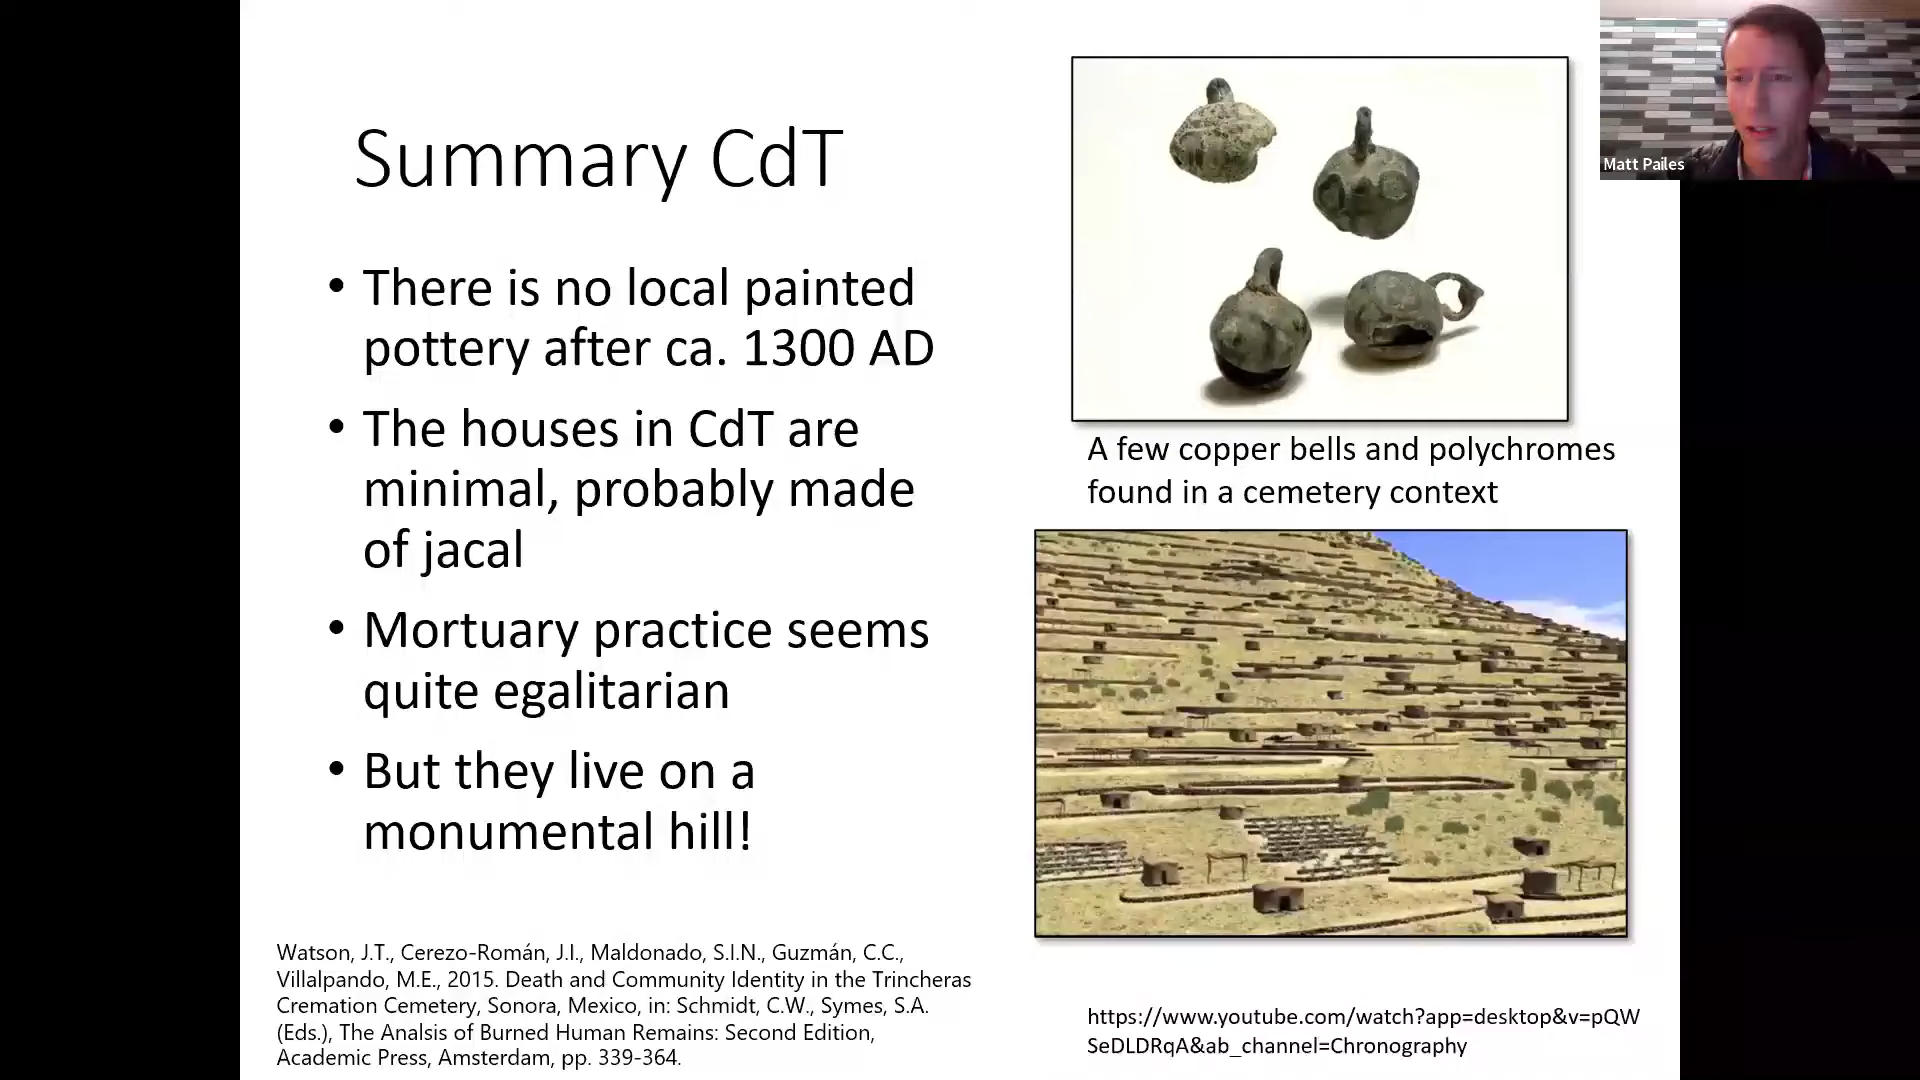 Summary CdT
• There is no local painted
pottery after ca. 1300 AD
• The houses in CdT are
minimal, probably made
of jacal
• Mortuary practice seems
quite egalitarian
• But they live on a
monumental hill!
Watson, J.T., Cerezo-Román, J.I., Maldonado, S.I.N., Guzmán, C.C.,
Villalpando, M.E., 2015. Death and Community Identity in the Trincheras
Cremation Cemetery, Sonora, Mexico, in: Schmidt, C.W., Symes, S.A.
(Eds.), The Analsis of Burned Human Remains: Second Edition,
Academic Press, Amsterdam, pp. 339-364.
A few copper bells and polychromes
found in a cemetery context
https://www.youtube.com/watch?app=desktop&v=pQW
SeDLDRqA&ab_channel=Chronography
Matt Pailes